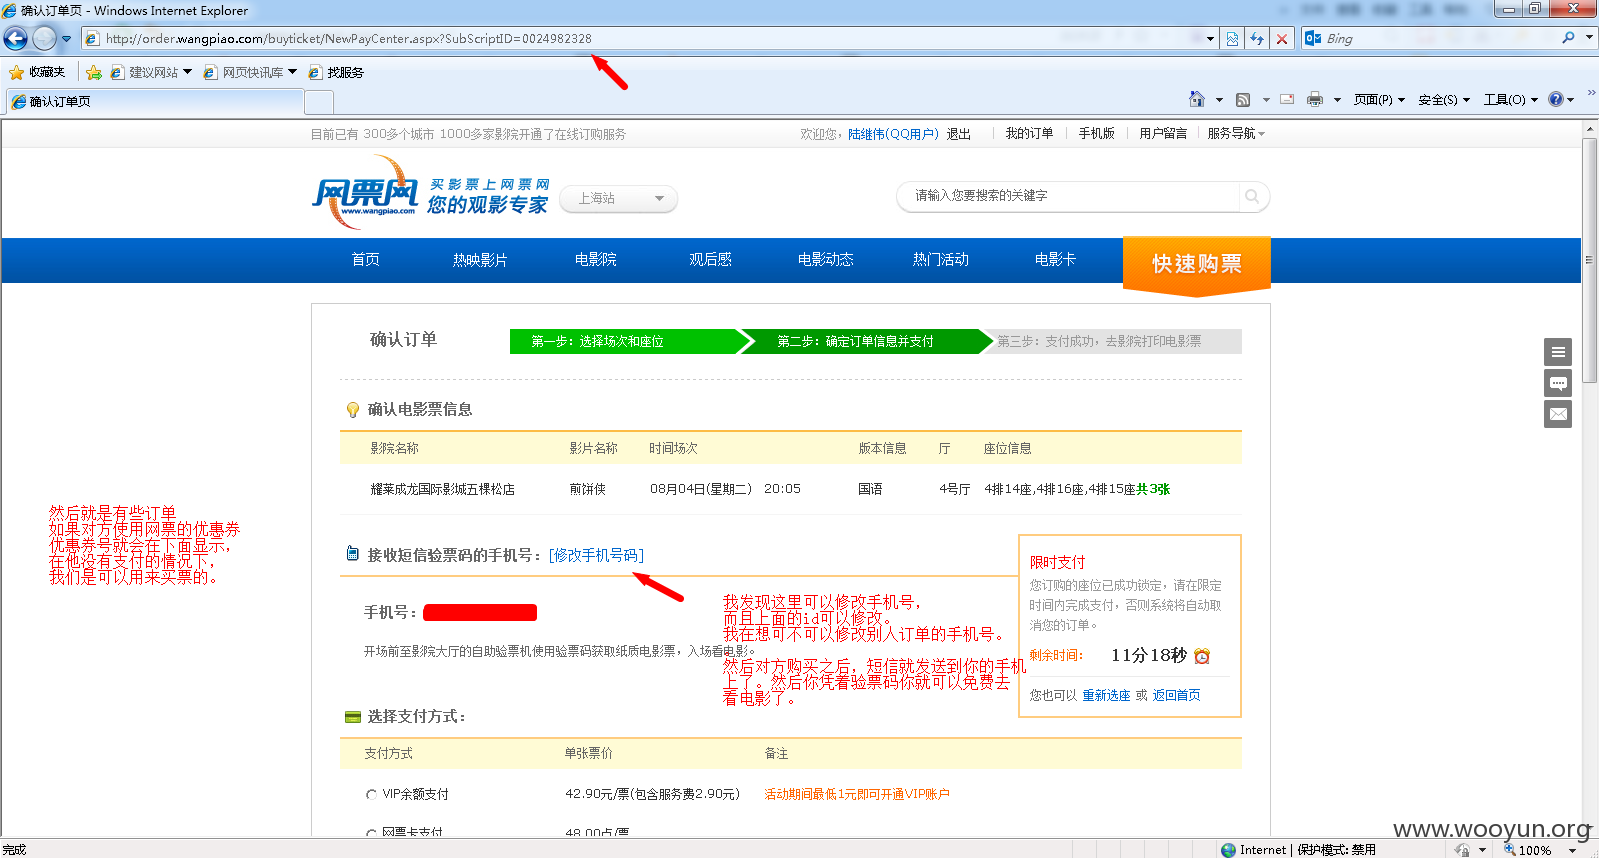 确认订单页 - Windows Internet Explorer
http://order.wangpiao.com/buyticket/NewPayCenter.aspx?SubScriptID=0024982328
Bing
收藏夹 建议网站 网页快讯库 找服务
确认订单页
页面(P) 安全(S) 工具(O)
目前已有 300多个城市 1000多家影院开通了在线订购服务
欢迎您，陆继伟(QQ用户) 退出 我的订单 手机版 用户留言 服务导航
网票网
www.wangpiao.com
买影票上网票网
您的观影专家
上海站
请输入您要搜索的关键字
首页 热映影片 电影院 观后感 电影动态 热门活动 电影卡 快速购票
确认订单
第一步：选择场次和座位 第二步：确定订单信息并支付 第三步：支付成功，去影院打印电影票
确认电影票信息
影院名称 影片名称 时间场次 版本信息 厅 座位信息
耀莱成龙国际影城五棵松店 煎饼侠 08月04日(星期二) 20:05 国语 4号厅 4排14座,4排16座,4排15座共3张
然后就是有些订单
如果对方使用网票的优惠券
优惠券号就会在下面显示，
在他没有支付的情况下，
我们是可以用来买票的。
接收短信验票码的手机号：[修改手机号码]
手机号：
开场前至影院大厅的自助验票机使用验票码获取纸质电影票，入场看电影。
我发现这里可以修改手机号，
而且上面的id可以修改。
我在想可不可以修改别人订单的手机号。
然后对方购买之后，短信就发送到你的手机
上了。然后你凭着验票码你就可以免费去
看电影了。
限时支付
您订购的座位已成功锁定，请在限定
时间内完成支付，否则系统将自动取
消您的订单。
剩余时间： 11分18秒
您也可以 重新选座 或 返回首页
选择支付方式：
支付方式 单张票价 备注
VIP余额支付 42.90元/票(包含服务费2.90元) 活动期间最低1元即可开通VIP账户
网票卡支付 48.00点/票
www.wooyun.org
完成 Internet | 保护模式: 禁用 100%